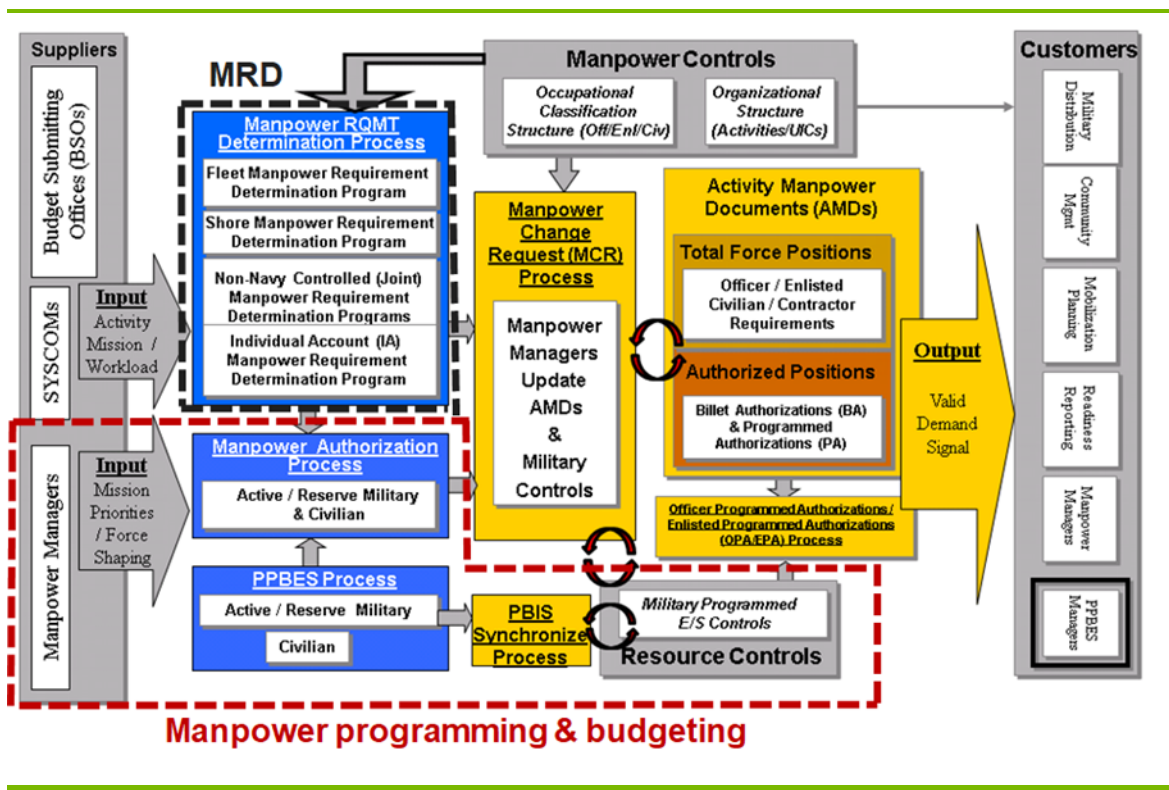 Suppliers
Budget Submitting
Offices (BSOs)
SYSCOMs
Manpower Managers
Input
Activity
Mission /
Workload
Input
Mission
Priorities
/ Force
Shaping
MRD
Manpower RQMT
Determination Process
Fleet Manpower Requirement
Determination Program
Shore Manpower Requirement
Determination Program
Non-Navy Controlled (Joint)
Manpower Requirement
Determination Programs
Individual Account (IA)
Manpower Requirement
Determination Program
Manpower Authorization
Process
Active / Reserve Military
& Civilian
PPBES Process
Active / Reserve Military
Civilian
Manpower Controls
Occupational
Classification
Structure (Off/Enl/Civ)
Organizational
Structure
(Activities/UICs)
Manpower
Change
Request (MCR)
Process
Manpower
Managers
Update
AMDs
&
Military
Controls
PBIS
Synchronize
Process
Activity Manpower
Documents (AMDs)
Total Force Positions
Officer / Enlisted
Civilian / Contractor
Requirements
Authorized Positions
Billet Authorizations (BA)
& Programmed
Authorizations (PA)
Officer Programmed Authorizations /
Enlisted Programmed Authorizations
(OPA/EPA) Process
Military Programmed
E/S Controls
Resource Controls
Output
Valid
Demand
Signal
Customers
Military
Distribution
Community
Mgmt
Mobilization
Planning
Readiness
Reporting
Manpower
Managers
PPBES
Managers
Manpower programming & budgeting